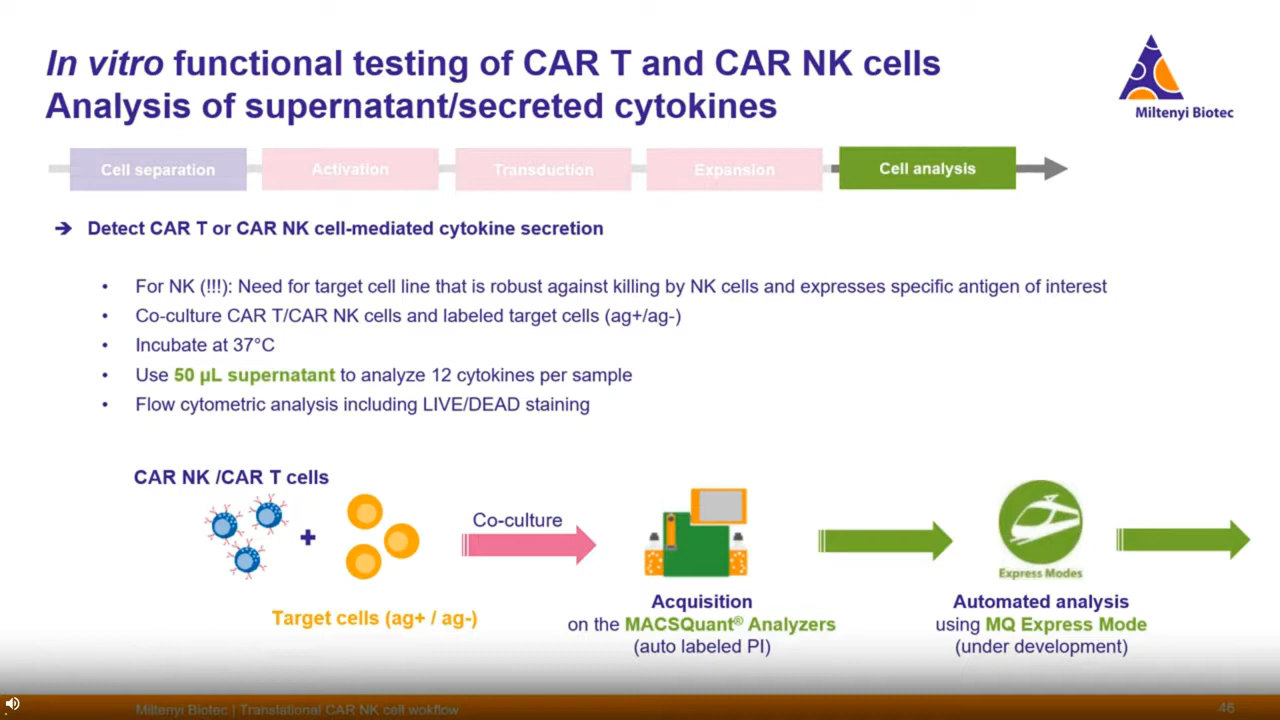 In vitro functional testing of CAR T and CAR NK cells
Analysis of supernatant/secreted cytokines
Miltenyi Biotec
Cell separation
Activation
Transduction
Expansion
Cell analysis
➔ Detect CAR T or CAR NK cell-mediated cytokine secretion
• For NK (!!!): Need for target cell line that is robust against killing by NK cells and expresses specific antigen of interest
• Co-culture CAR T/CAR NK cells and labeled target cells (ag+/ag-)
• Incubate at 37°C
• Use 50 µL supernatant to analyze 12 cytokines per sample
• Flow cytometric analysis including LIVE/DEAD staining
CAR NK /CAR T cells
+
Co-culture
Express Modes
Target cells (ag+ / ag-)
Acquisition
on the MACSQuant® Analyzers
(auto labeled PI)
Automated analysis
using MQ Express Mode
(under development)
Miltenyi Biotec | Translational CAR NK cell wokflow
46